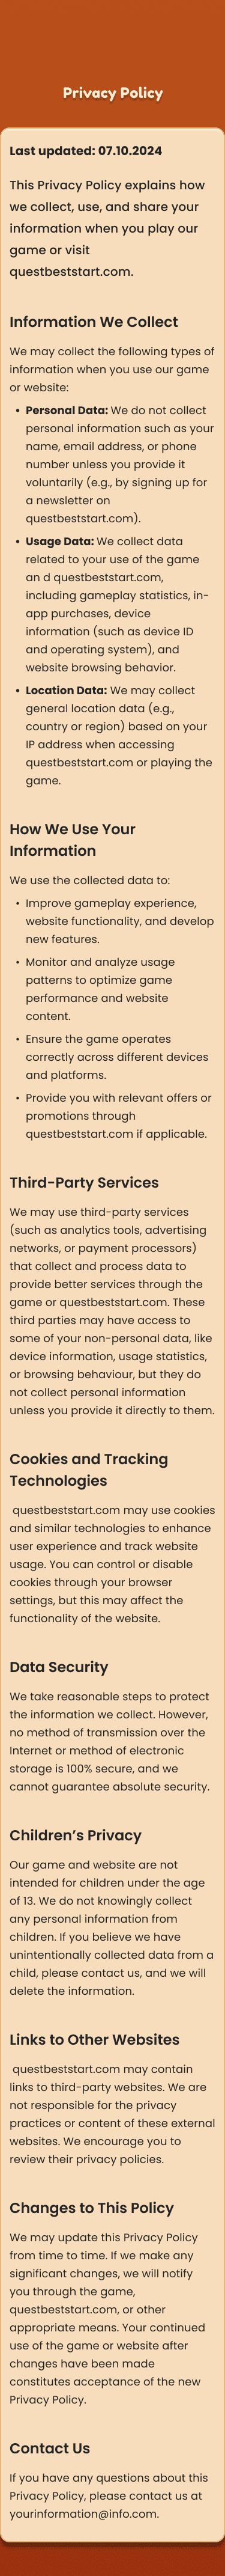 Privacy Policy
Last updated: 07.10.2024
This Privacy Policy explains how
we collect, use, and share your
information when you play our
game or visit
questbeststart.com.
Information We Collect
We may collect the following types of
information when you use our game
or website:
• Personal Data: We do not collect
personal information such as your
name, email address, or phone
number unless you provide it
voluntarily (e.g., by signing up for
a newsletter on
questbeststart.com).
• Usage Data: We collect data
related to your use of the game
an d questbeststart.com,
including gameplay statistics, in-
app purchases, device
information (such as device ID
and operating system), and
website browsing behavior.
• Location Data: We may collect
general location data (e.g.,
country or region) based on your
IP address when accessing
questbeststart.com or playing the
game.
How We Use Your
Information
We use the collected data to:
• Improve gameplay experience,
website functionality, and develop
new features.
• Monitor and analyze usage
patterns to optimize game
performance and website
content.
• Ensure the game operates
correctly across different devices
and platforms.
• Provide you with relevant offers or
promotions through
questbeststart.com if applicable.
Third-Party Services
We may use third-party services
(such as analytics tools, advertising
networks, or payment processors)
that collect and process data to
provide better services through the
game or questbeststart.com. These
third parties may have access to
some of your non-personal data, like
device information, usage statistics,
or browsing behaviour, but they do
not collect personal information
unless you provide it directly to them.
Cookies and Tracking
Technologies
questbeststart.com may use cookies
and similar technologies to enhance
user experience and track website
usage. You can control or disable
cookies through your browser
settings, but this may affect the
functionality of the website.
Data Security
We take reasonable steps to protect
the information we collect. However,
no method of transmission over the
Internet or method of electronic
storage is 100% secure, and we
cannot guarantee absolute security.
Children's Privacy
Our game and website are not
intended for children under the age
of 13. We do not knowingly collect
any personal information from
children. If you believe we have
unintentionally collected data from a
child, please contact us, and we will
delete the information.
Links to Other Websites
questbeststart.com may contain
links to third-party websites. We are
not responsible for the privacy
practices or content of these external
websites. We encourage you to
review their privacy policies.
Changes to This Policy
We may update this Privacy Policy
from time to time. If we make any
significant changes, we will notify
you through the game,
questbeststart.com, or other
appropriate means. Your continued
use of the game or website after
changes have been made
constitutes acceptance of the new
Privacy Policy.
Contact Us
If you have any questions about this
Privacy Policy, please contact us at
yourinformation@info.com.